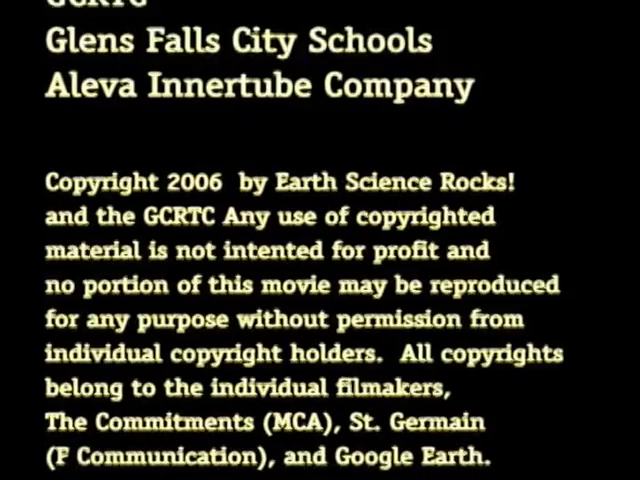 GCRTC
Glens Falls City Schools
Aleva Innertube Company
Copyright 2006 by Earth Science Rocks!
and the GCRTC Any use of copyrighted
material is not intented for profit and
no portion of this movie may be reproduced
for any purpose without permission from
individual copyright holders. All copyrights
belong to the individual filmakers,
The Commitments (MCA), St. Germain
(F Communication), and Google Earth.